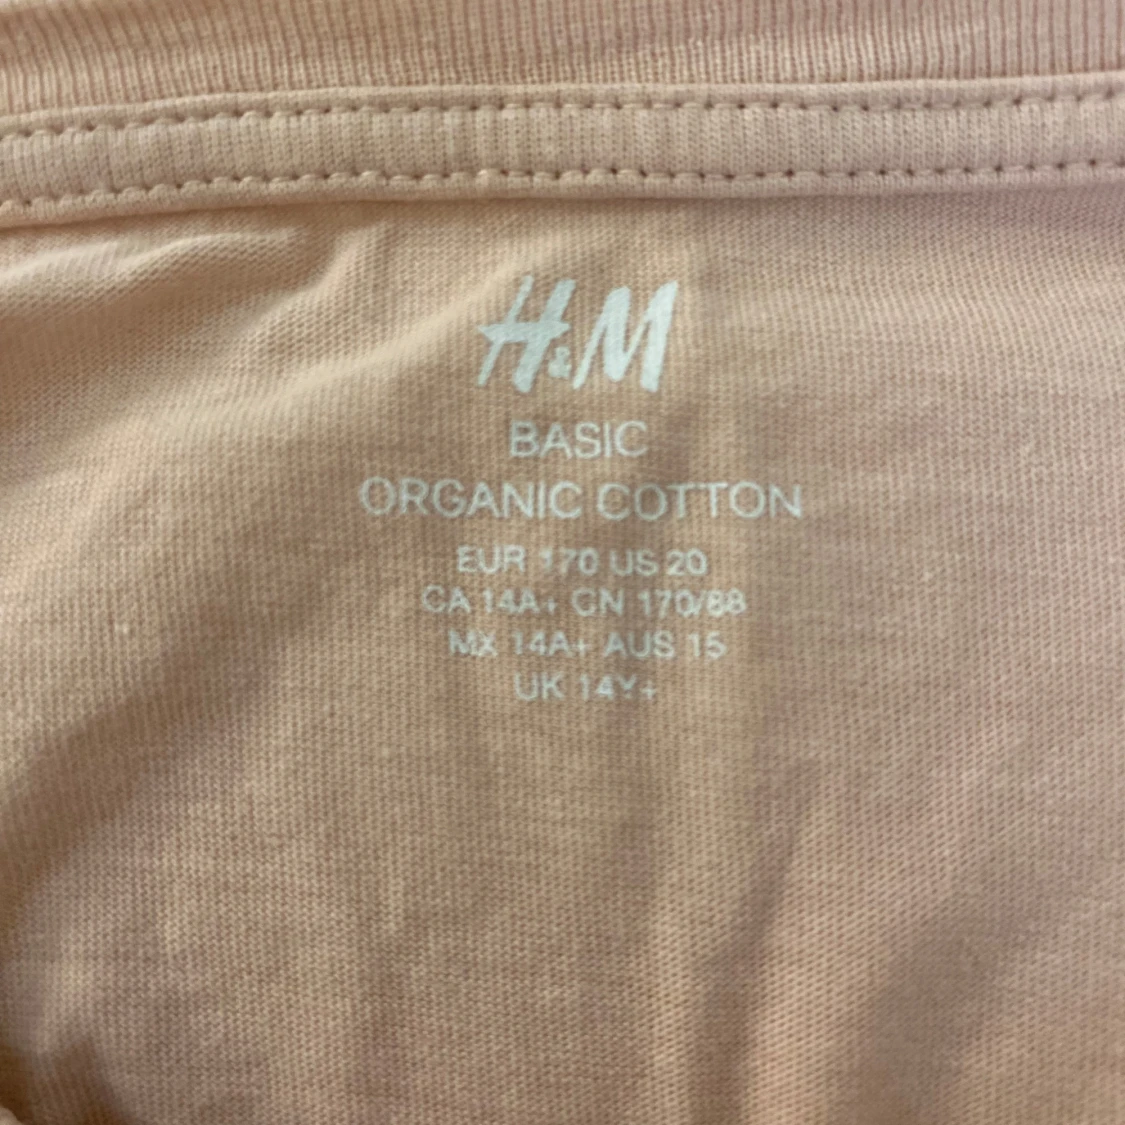 H&M
BASIC
ORGANIC COTTON
EUR 170 US 20
CA 14A+ CN 170/88
MX 14A+ AUS 15
UK 14Y+